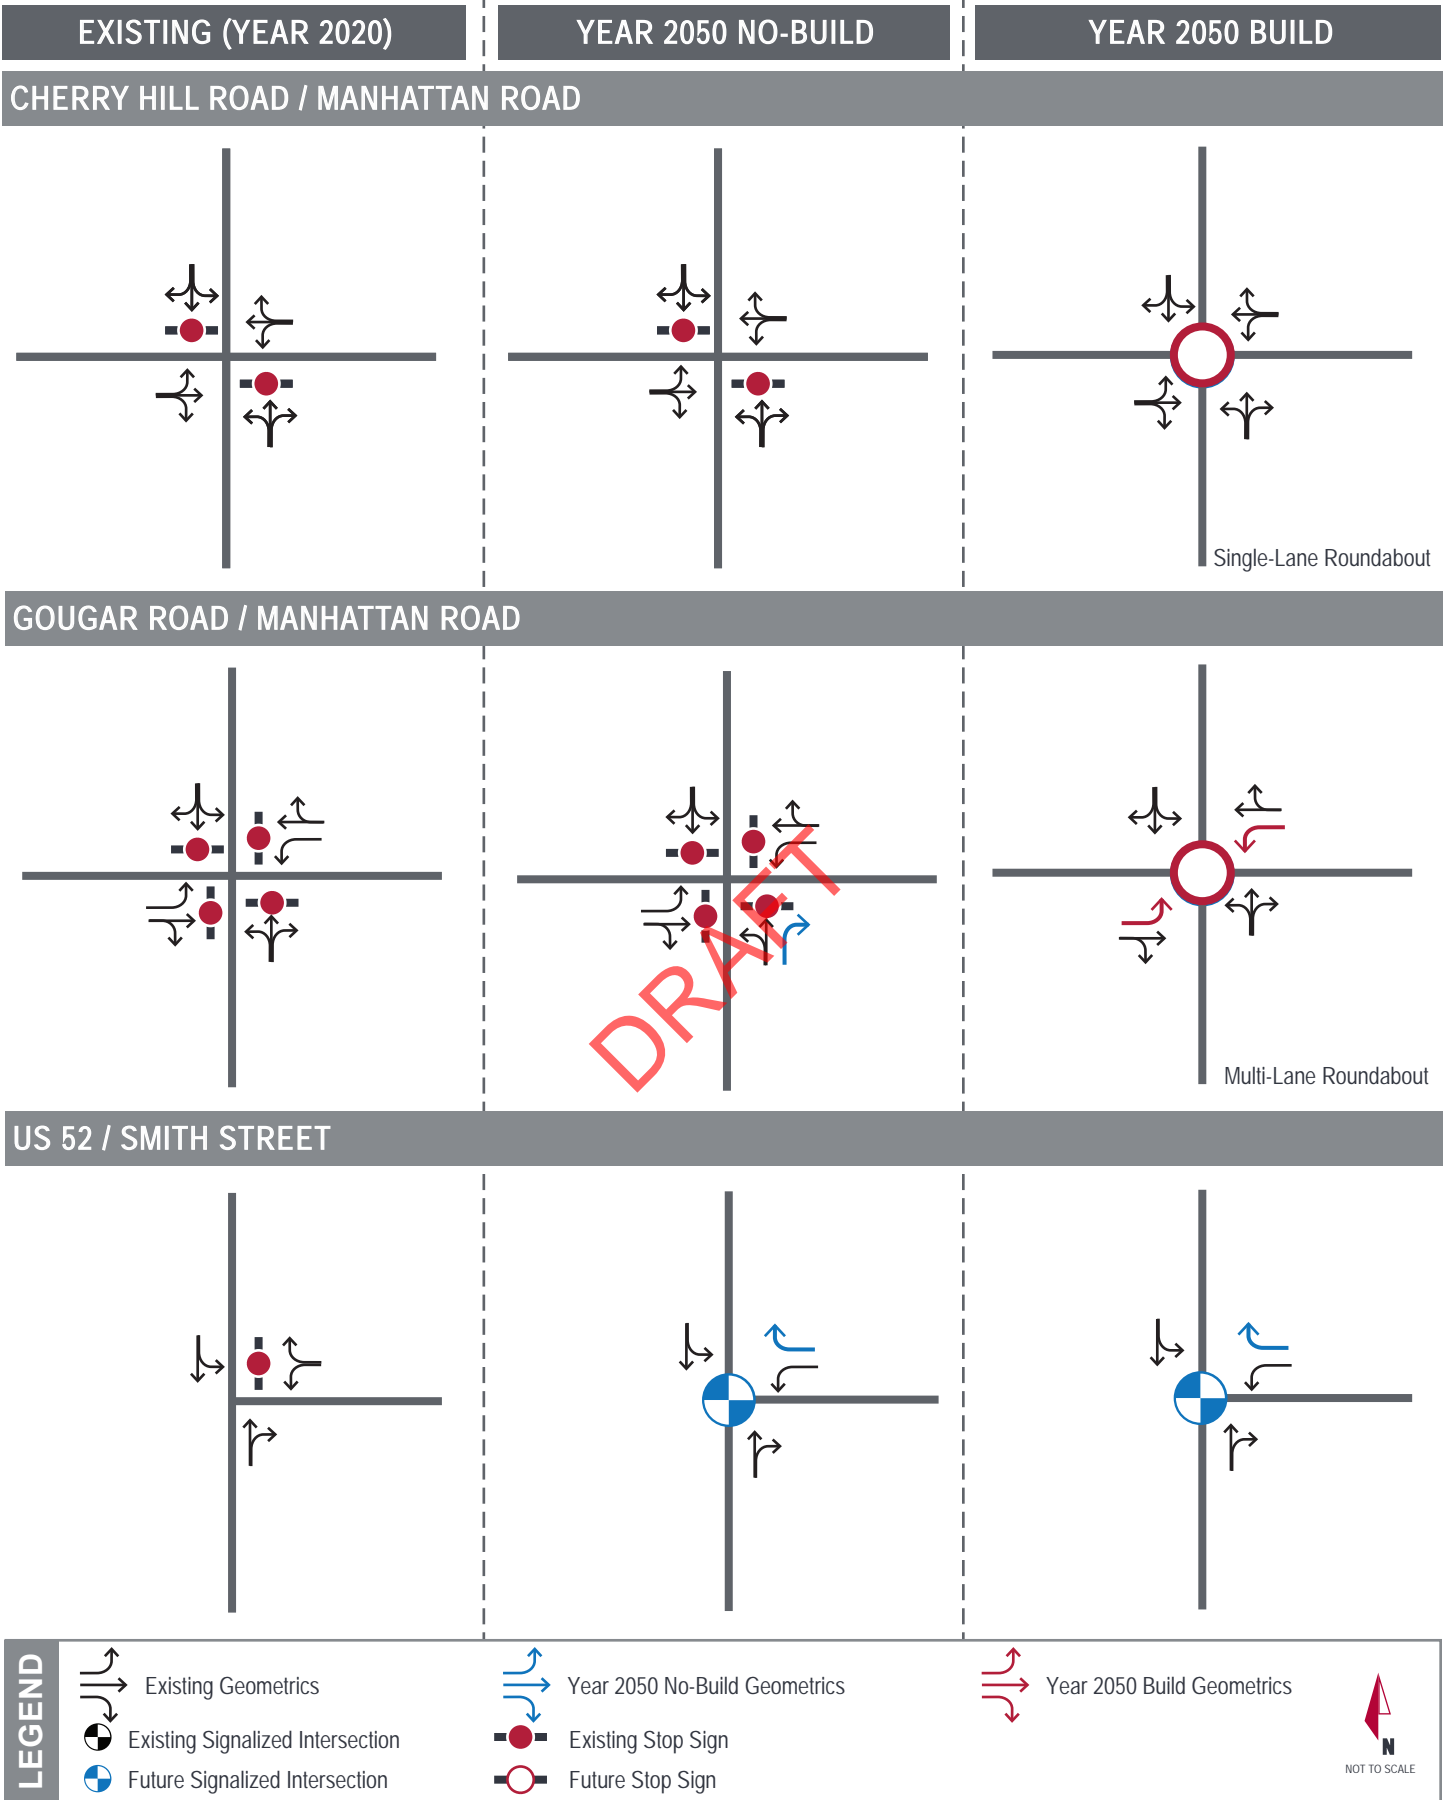 EXISTING (YEAR 2020)
YEAR 2050 NO-BUILD
YEAR 2050 BUILD
CHERRY HILL ROAD / MANHATTAN ROAD
Single-Lane Roundabout
GOUGAR ROAD / MANHATTAN ROAD
DRAFT
Multi-Lane Roundabout
US 52 / SMITH STREET
LEGEND
Existing Geometrics
Year 2050 No-Build Geometrics
Year 2050 Build Geometrics
Existing Signalized Intersection
Existing Stop Sign
Future Signalized Intersection
Future Stop Sign
N
NOT TO SCALE